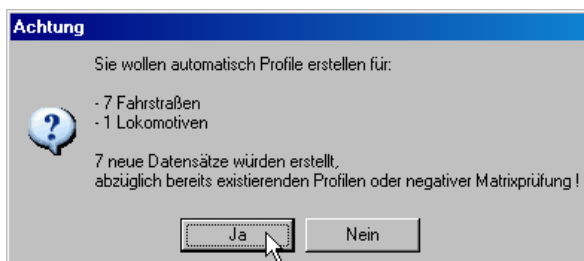 Achtung
Sie wollen automatisch Profile erstellen für:
- 7 Fahrstraßen
- 1 Lokomotiven
7 neue Datensätze würden erstellt,
abzüglich bereits existierenden Profilen oder negativer Matrixprüfung !
Ja
Nein